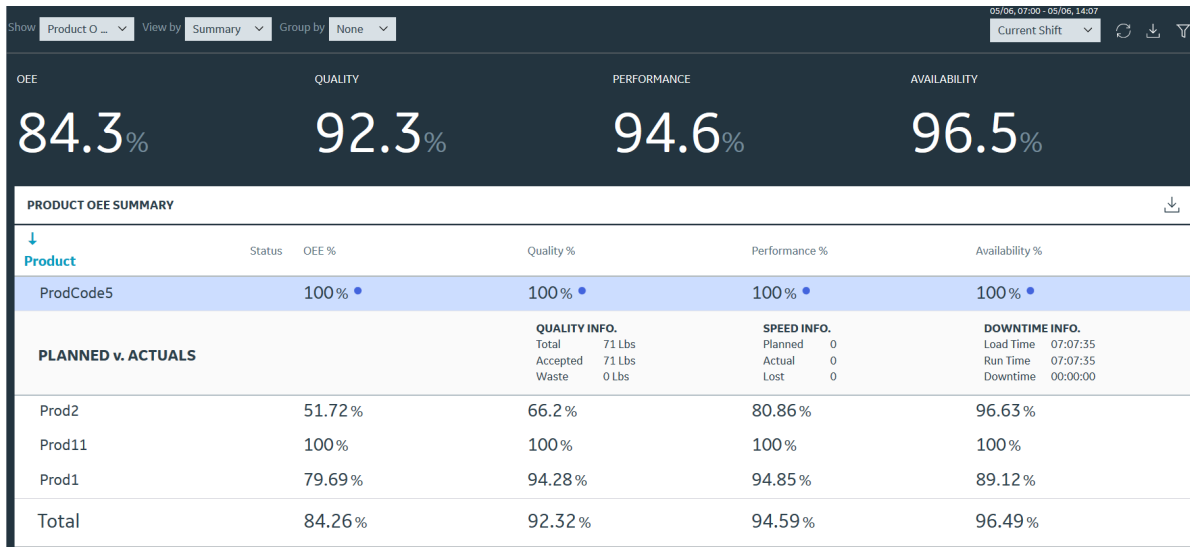 05/06, 07:00 - 05/06, 14:07
Show Product O ... View by Summary Group by None Current Shift
OEE QUALITY PERFORMANCE AVAILABILITY
84.3% 92.3% 94.6% 96.5%
PRODUCT OEE SUMMARY
Product Status OEE % Quality % Performance % Availability %
ProdCode5 100% 100% 100% 100%
PLANNED v. ACTUALS
QUALITY INFO. SPEED INFO. DOWNTIME INFO.
Total 71 Lbs Planned 0 Load Time 07:07:35
Accepted 71 Lbs Actual 0 Run Time 07:07:35
Waste 0 Lbs Lost 0 Downtime 00:00:00
Prod2 51.72% 66.2% 80.86% 96.63%
Prod11 100% 100% 100% 100%
Prod1 79.69% 94.28% 94.85% 89.12%
Total 84.26% 92.32% 94.59% 96.49%